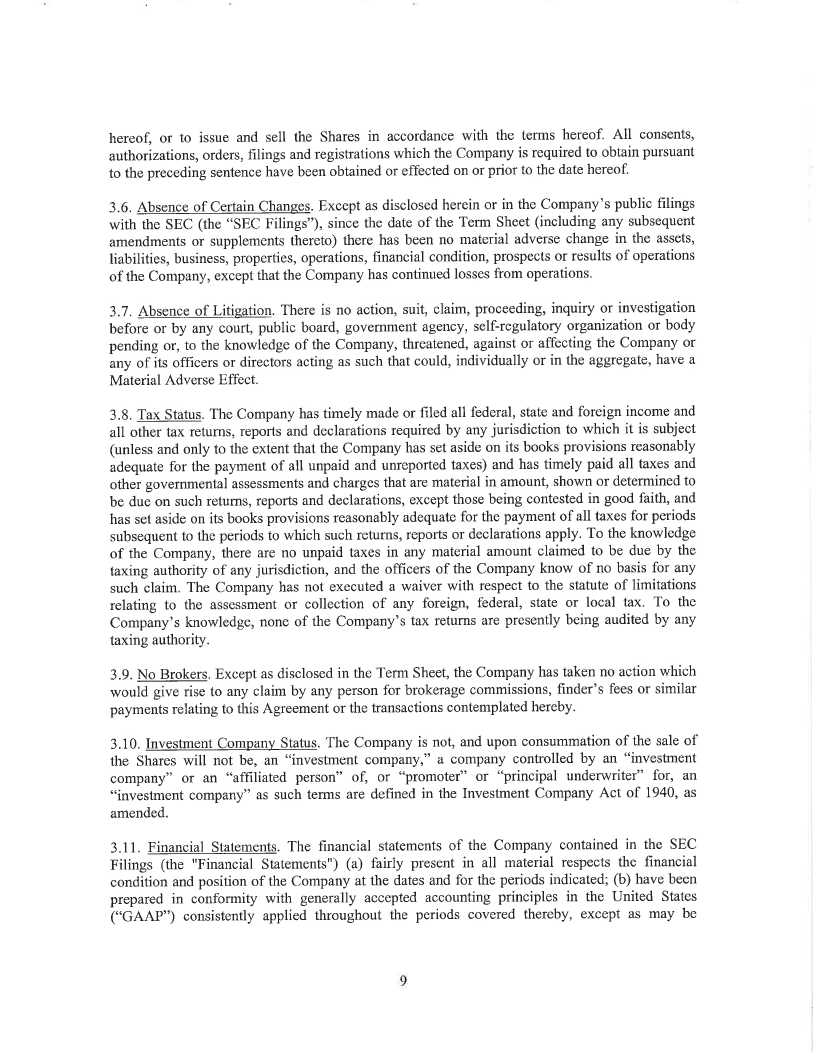 hereof, or to issue and sell the Shares in accordance with the terms hereof. All consents,
authorizations, orders, filings and registrations which the Company is required to obtain pursuant
to the preceding sentence have been obtained or effected on or prior to the date hereof.
3.6. Absence of Certain Changes. Except as disclosed herein or in the Company's public filings
with the SEC (the “SEC Filings”), since the date of the Term Sheet (including any subsequent
amendments or supplements thereto) there has been no material adverse change in the assets,
liabilities, business, properties, operations, financial condition, prospects or results of operations
of the Company, except that the Company has continued losses from operations.
3.7. Absence of Litigation. There is no action, suit, claim, proceeding, inquiry or investigation
before or by any court, public board, government agency, self-regulatory organization or body
pending or, to the knowledge of the Company, threatened, against or affecting the Company or
any of its officers or directors acting as such that could, individually or in the aggregate, have a
Material Adverse Effect.
3.8. Tax Status. The Company has timely made or filed all federal, state and foreign income and
all other tax returns, reports and declarations required by any jurisdiction to which it is subject
(unless and only to the extent that the Company has set aside on its books provisions reasonably
adequate for the payment of all unpaid and unreported taxes) and has timely paid all taxes and
other governmental assessments and charges that are material in amount, shown or determined to
be due on such returns, reports and declarations, except those being contested in good faith, and
has set aside on its books provisions reasonably adequate for the payment of all taxes for periods
subsequent to the periods to which such returns, reports or declarations apply. To the knowledge
of the Company, there are no unpaid taxes in any material amount claimed to be due by the
taxing authority of any jurisdiction, and the officers of the Company know of no basis for any
such claim. The Company has not executed a waiver with respect to the statute of limitations
relating to the assessment or collection of any foreign, federal, state or local tax. To the
Company's knowledge, none of the Company's tax returns are presently being audited by any
taxing authority.
3.9. No Brokers. Except as disclosed in the Term Sheet, the Company has taken no action which
would give rise to any claim by any person for brokerage commissions, finder's fees or similar
payments relating to this Agreement or the transactions contemplated hereby.
3.10. Investment Company Status. The Company is not, and upon consummation of the sale of
the Shares will not be, an “investment company,” a company controlled by an “investment
company” or an “affiliated person” of, or “promoter” or “principal underwriter” for, an
“investment company” as such terms are defined in the Investment Company Act of 1940, as
amended.
3.11. Financial Statements. The financial statements of the Company contained in the SEC
Filings (the "Financial Statements") (a) fairly present in all material respects the financial
condition and position of the Company at the dates and for the periods indicated; (b) have been
prepared in conformity with generally accepted accounting principles in the United States
(“GAAP”) consistently applied throughout the periods covered thereby, except as may be
9